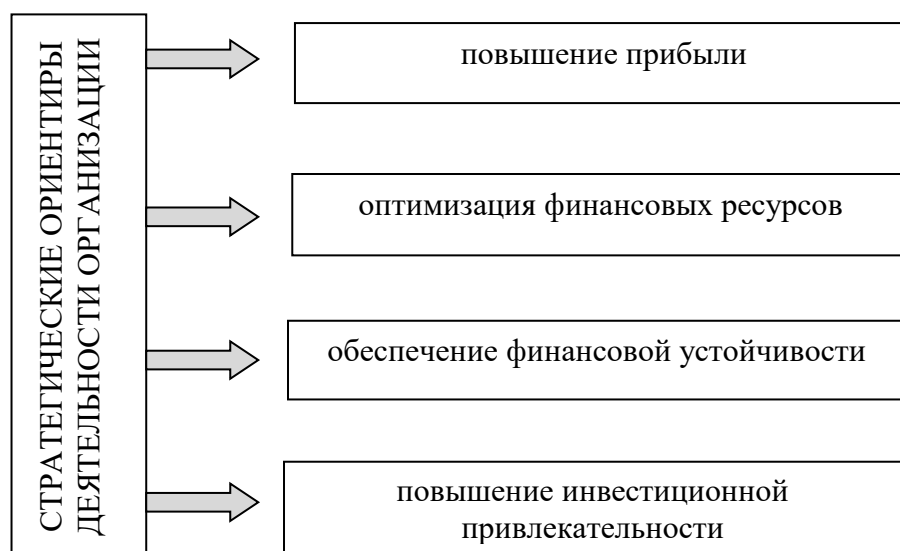 СТРАТЕГИЧЕСКИЕ ОРИЕНТИРЫ
ДЕЯТЕЛЬНОСТИ ОРГАНИЗАЦИИ
повышение прибыли
оптимизация финансовых ресурсов
обеспечение финансовой устойчивости
повышение инвестиционной
привлекательности